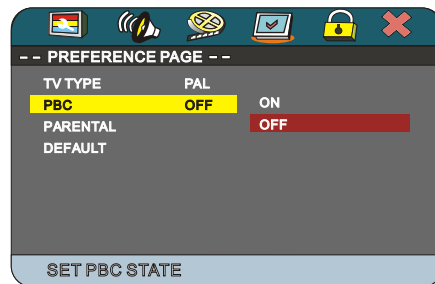 -- PREFERENCE PAGE --
TV TYPE PAL
PBC OFF ON
PARENTAL OFF
DEFAULT
SET PBC STATE